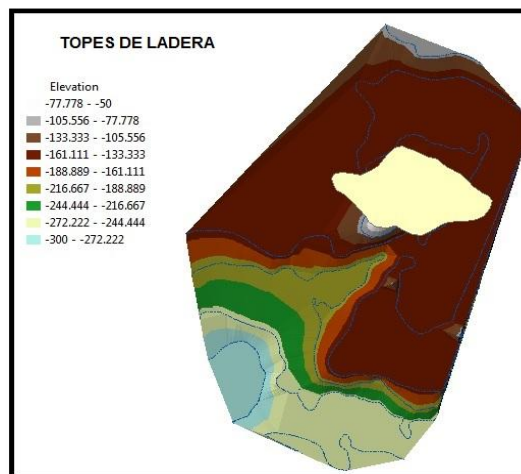 TOPES DE LADERA
Elevation
-77.778 - -50
-105.556 - -77.778
-133.333 - -105.556
-161.111 - -133.333
-188.889 - -161.111
-216.667 - -188.889
-244.444 - -216.667
-272.222 - -244.444
-300 - -272.222